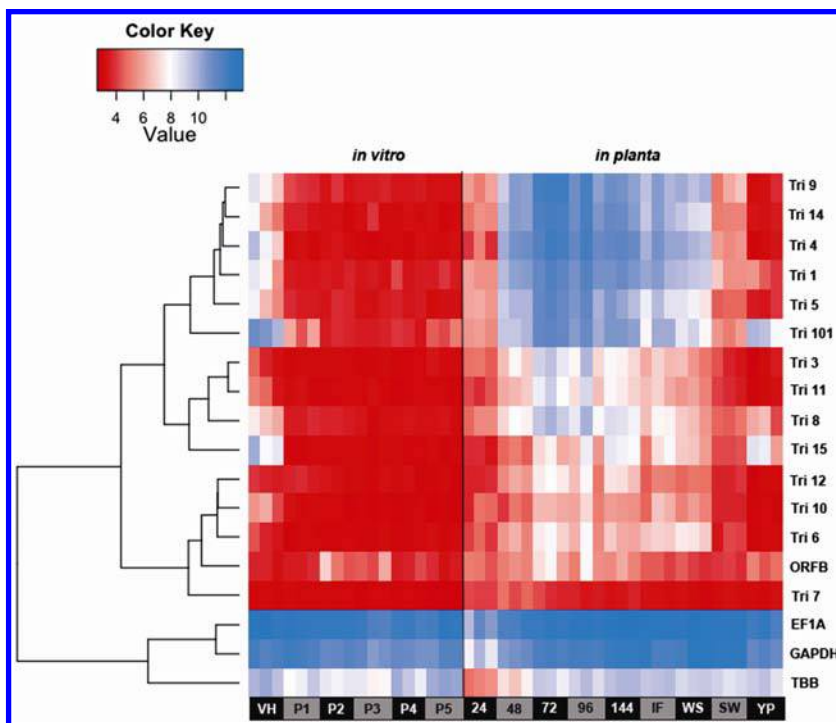 Color Key
4 6 8 10
Value
in vitro in planta
Tri 9
Tri 14
Tri 4
Tri 1
Tri 5
Tri 101
Tri 3
Tri 11
Tri 8
Tri 15
Tri 12
Tri 10
Tri 6
ORFB
Tri 7
EF1A
GAPDH
TBB
VH P1 P2 P3 P4 P5 24 48 72 96 144 IF WS SW YP